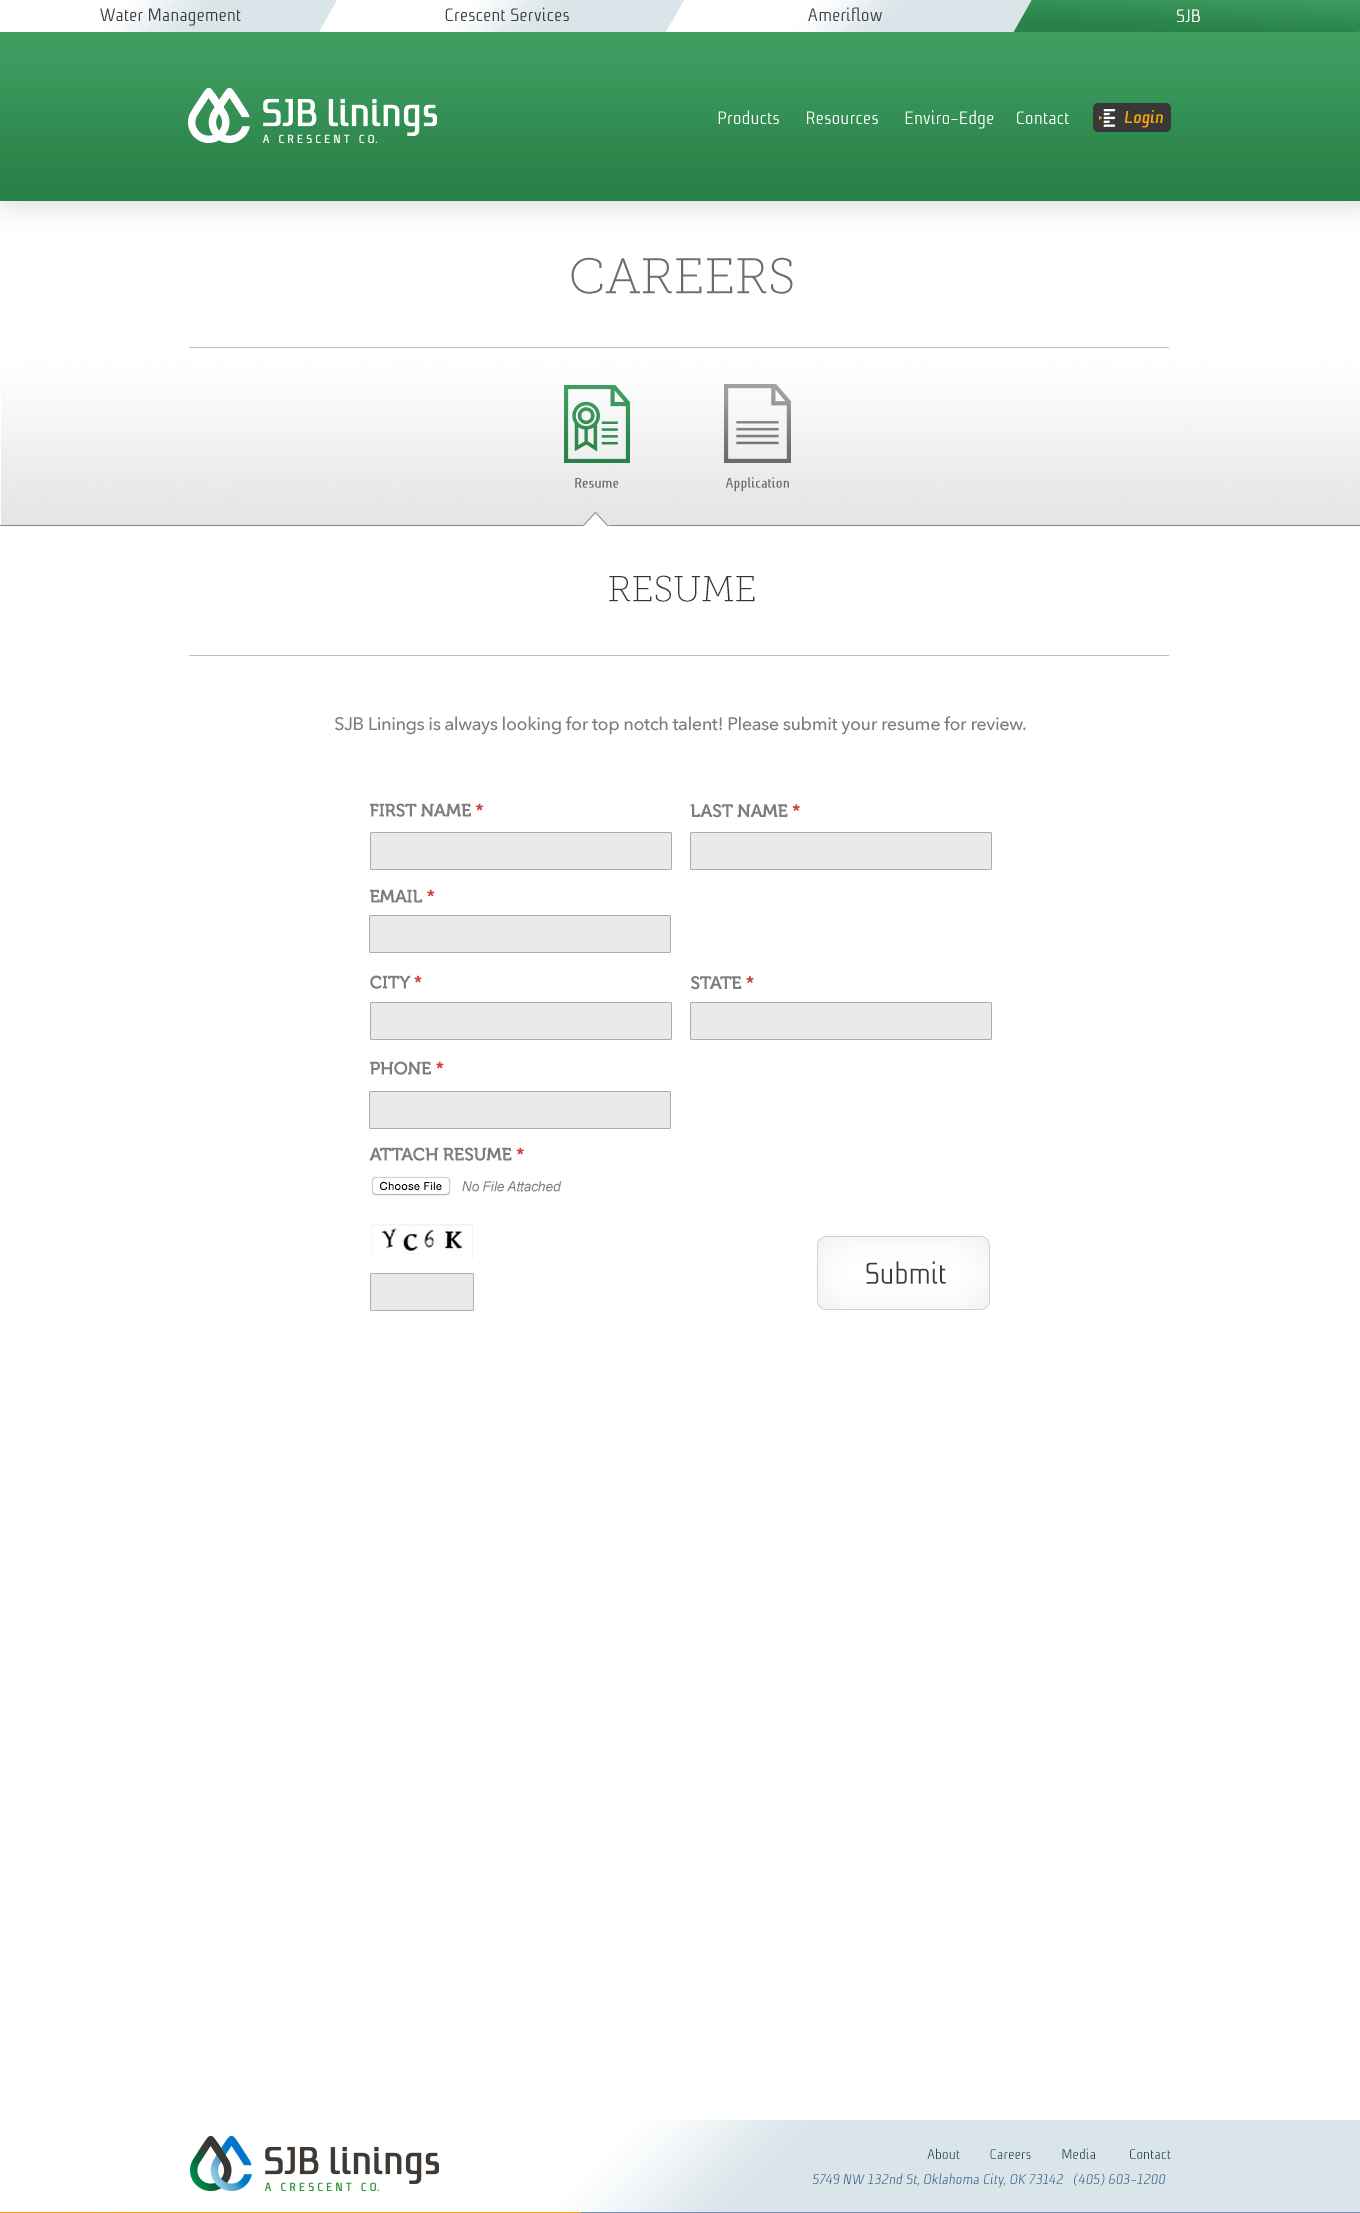 Water Management Crescent Services Ameriflow SJB
SJB linings
A CRESCENT CO.
Products Resources Enviro-Edge Contact Login
CAREERS
Resume Application
RESUME
SJB Linings is always looking for top notch talent! Please submit your resume for review.
FIRST NAME * LAST NAME *
EMAIL *
CITY * STATE *
PHONE *
ATTACH RESUME *
Choose File No File Attached
Y C 6 K
Submit
SJB linings
A CRESCENT CO.
About Careers Media Contact
5749 NW 132nd St, Oklahoma City, OK 73142 (405) 603-1200